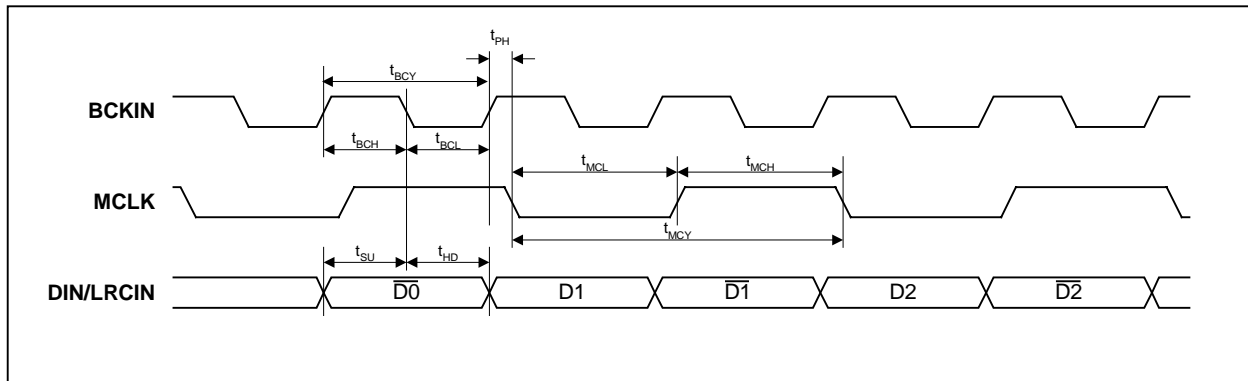 t_PH
t_BCY
BCKIN
t_BCH t_BCL
t_MCL t_MCH
MCLK
t_MCY
t_SU t_HD
DIN/LRCIN D̅0̅ D1 D̅1̅ D2 D̅2̅